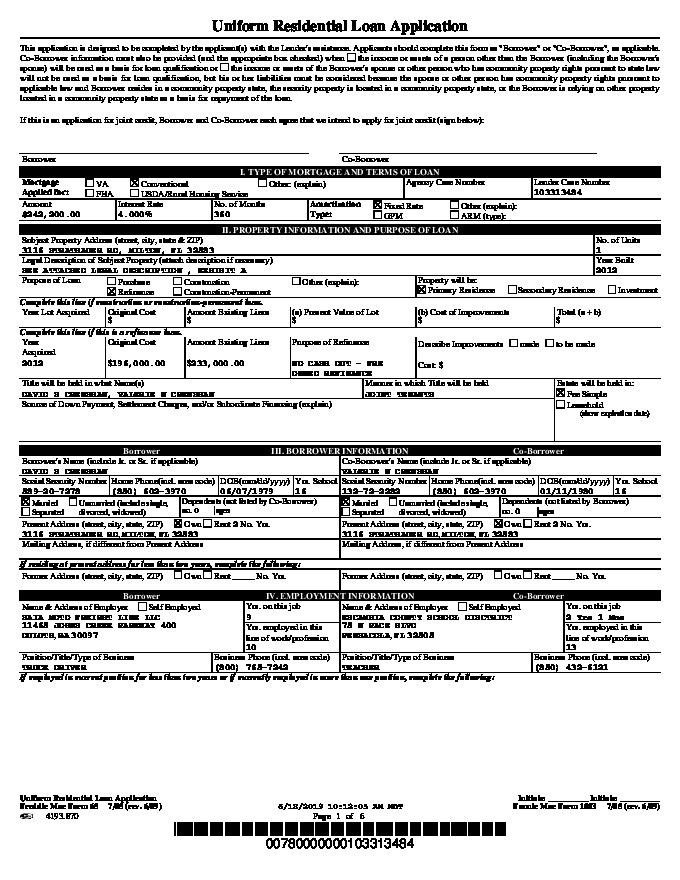 Uniform Residential Loan Application
This application is designed to be completed by the applicant(s) with the Lender's assistance. Applicants should complete this form as "Borrower" or "Co-Borrower", as applicable.
Co-Borrower information must also be provided (and the appropriate box checked) when ☐ the income or assets of a person other than the Borrower (including the Borrower's
spouse) will be used as a basis for loan qualification or ☐ the income or assets of the Borrower's spouse or other person who has community property rights pursuant to state law
will not be used as a basis for loan qualification, but his or her liabilities must be considered because the spouse or other person has community property rights pursuant to
applicable law and Borrower resides in a community property state, the security property is located in a community property state, or the Borrower is relying on other property
located in a community property state as a basis for repayment of the loan.
If this is an application for joint credit, Borrower and Co-Borrower each agree that we intend to apply for joint credit (sign below):
Borrower Co-Borrower
I. TYPE OF MORTGAGE AND TERMS OF LOAN
Mortgage ☐ VA ☒ Conventional ☐ Other: (explain) Agency Case Number Lender Case Number
Applied for: ☐ FHA ☐ USDA/Rural Housing Service 103313484
Amount Interest Rate No. of Months Amortization ☒ Fixed Rate ☐ Other (explain):
$242,200.00 4.000% 360 Type: ☐ GPM ☐ ARM (type):
II. PROPERTY INFORMATION AND PURPOSE OF LOAN
Subject Property Address (street, city, state & ZIP) No. of Units
3116 RD, MILTON, FL 32583 1
Legal Description of Subject Property (attach description if necessary) Year Built
SEE ATTACHED LEGAL DESCRIPTION , EXHIBIT A 2012
Purpose of Loan ☐ Purchase ☐ Construction ☐ Other (explain): Property will be:
☒ Refinance ☐ Construction-Permanent ☒ Primary Residence ☐ Secondary Residence ☐ Investment
Complete this line if construction or construction-permanent loan.
Year Lot Acquired Original Cost Amount Existing Liens (a) Present Value of Lot (b) Cost of Improvements Total (a + b)
$ $ $ $ $
Complete this line if this is a refinance loan.
Year Original Cost Amount Existing Liens Purpose of Refinance Describe Improvements ☐ made ☐ to be made
Acquired
2012 $196,000.00 $233,000.00 NO CASH OUT - Cost: $
REFINANCE
Title will be held in what Name(s) Manner in which Title will be held Estate will be held in:
DAVID S , VALERIE JOINT TENANTS ☒ Fee Simple
Source of Down Payment, Settlement Charges, and/or Subordinate Financing (explain) ☐ Leasehold
(show expiration date)
Borrower III. BORROWER INFORMATION Co-Borrower
Borrower's Name (include Jr. or Sr. if applicable) Co-Borrower's Name (include Jr. or Sr. if applicable)
DAVID S VALERIE
Social Security Number Home Phone(incl. area code) DOB(mm/dd/yyyy) Yrs. School Social Security Number Home Phone(incl. area code) DOB(mm/dd/yyyy) Yrs. School
889-20-7278 (850) 602-3970 06/07/1979 16 132-72-2282 (850) 602-3970 01/11/1980 16
☒ Married ☐ Unmarried (include single, Dependents (not listed by Co-Borrower) ☒ Married ☐ Unmarried (include single, Dependents (not listed by Borrower)
☐ Separated divorced, widowed) no. 0 ages ☐ Separated divorced, widowed) no. 0 ages
Present Address (street, city, state, ZIP) ☒ Own ☐ Rent 2 No. Yrs. Present Address (street, city, state, ZIP) ☒ Own ☐ Rent 2 No. Yrs.
3116 RD,MILTON,FL 32583 3116 RD,MILTON,FL 32583
Mailing Address, if different from Present Address Mailing Address, if different from Present Address
If residing at present address for less than two years, complete the following:
Former Address (street, city, state, ZIP) ☐ Own ☐ Rent _____ No. Yrs. Former Address (street, city, state, ZIP) ☐ Own ☐ Rent _____ No. Yrs.
Borrower IV. EMPLOYMENT INFORMATION Co-Borrower
Name & Address of Employer ☐ Self Employed Yrs. on this job Name & Address of Employer ☐ Self Employed Yrs. on this job
SAIA MOTO FREIGHT LINE LLC 9 ESCAMBIA COUNTY SCHOOL DISTRICT 2 Yrs 1 Mos
11465 JOHNS CREEK PARKWAY 400 Yrs. employed in this 75 N PACE BLVD Yrs. employed in this
DULUTH,GA 30097 line of work/profession PENSACOLA,FL 32505 line of work/profession
10 13
Position/Title/Type of Business Business Phone (incl. area code) Position/Title/Type of Business Business Phone (incl. area code)
TRUCK DRIVER (800) 765-7242 TEACHER (850) 432-6121
If employed in current position for less than two years or if currently employed in more than one position, complete the following:
Uniform Residential Loan Application Initials: ________ Initials: ________
Freddie Mac Form 65 7/05 (rev. 6/09) 6/18/2019 10:12:05 AM MDT Fannie Mae Form 1003 7/05 (rev. 6/09)
4193.870 Page 1 of 6
00780000000103313484